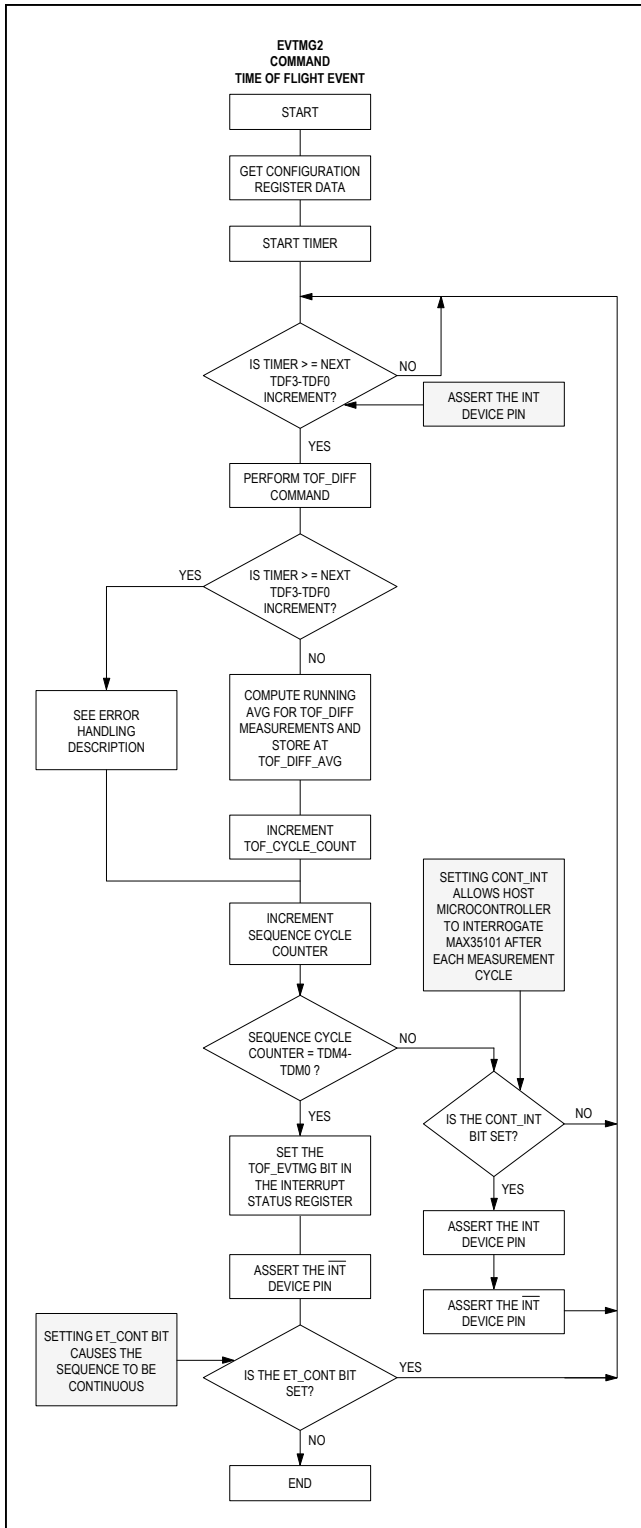 EVTMG2
COMMAND
TIME OF FLIGHT EVENT
START
GET CONFIGURATION
REGISTER DATA
START TIMER
IS TIMER > = NEXT
TDF3-TDF0
INCREMENT?
NO
ASSERT THE INT
DEVICE PIN
YES
PERFORM TOF_DIFF
COMMAND
YES
IS TIMER > = NEXT
TDF3-TDF0
INCREMENT?
NO
SEE ERROR
HANDLING
DESCRIPTION
COMPUTE RUNNING
AVG FOR TOF_DIFF
MEASUREMENTS AND
STORE AT
TOF_DIFF_AVG
INCREMENT
TOF_CYCLE_COUNT
SETTING CONT_INT
ALLOWS HOST
MICROCONTROLLER
TO INTERROGATE
MAX35101 AFTER
EACH MEASUREMENT
CYCLE
INCREMENT
SEQUENCE CYCLE
COUNTER
SEQUENCE CYCLE
COUNTER = TDM4-
TDM0 ?
NO
IS THE CONT_INT
BIT SET?
NO
YES
SET THE
TOF_EVTMG BIT IN
THE INTERRUPT
STATUS REGISTER
YES
ASSERT THE INT
DEVICE PIN
ASSERT THE I̅N̅T̅
DEVICE PIN
ASSERT THE I̅N̅T̅
DEVICE PIN
SETTING ET_CONT BIT
CAUSES THE
SEQUENCE TO BE
CONTINUOUS
IS THE ET_CONT BIT
SET?
YES
NO
END